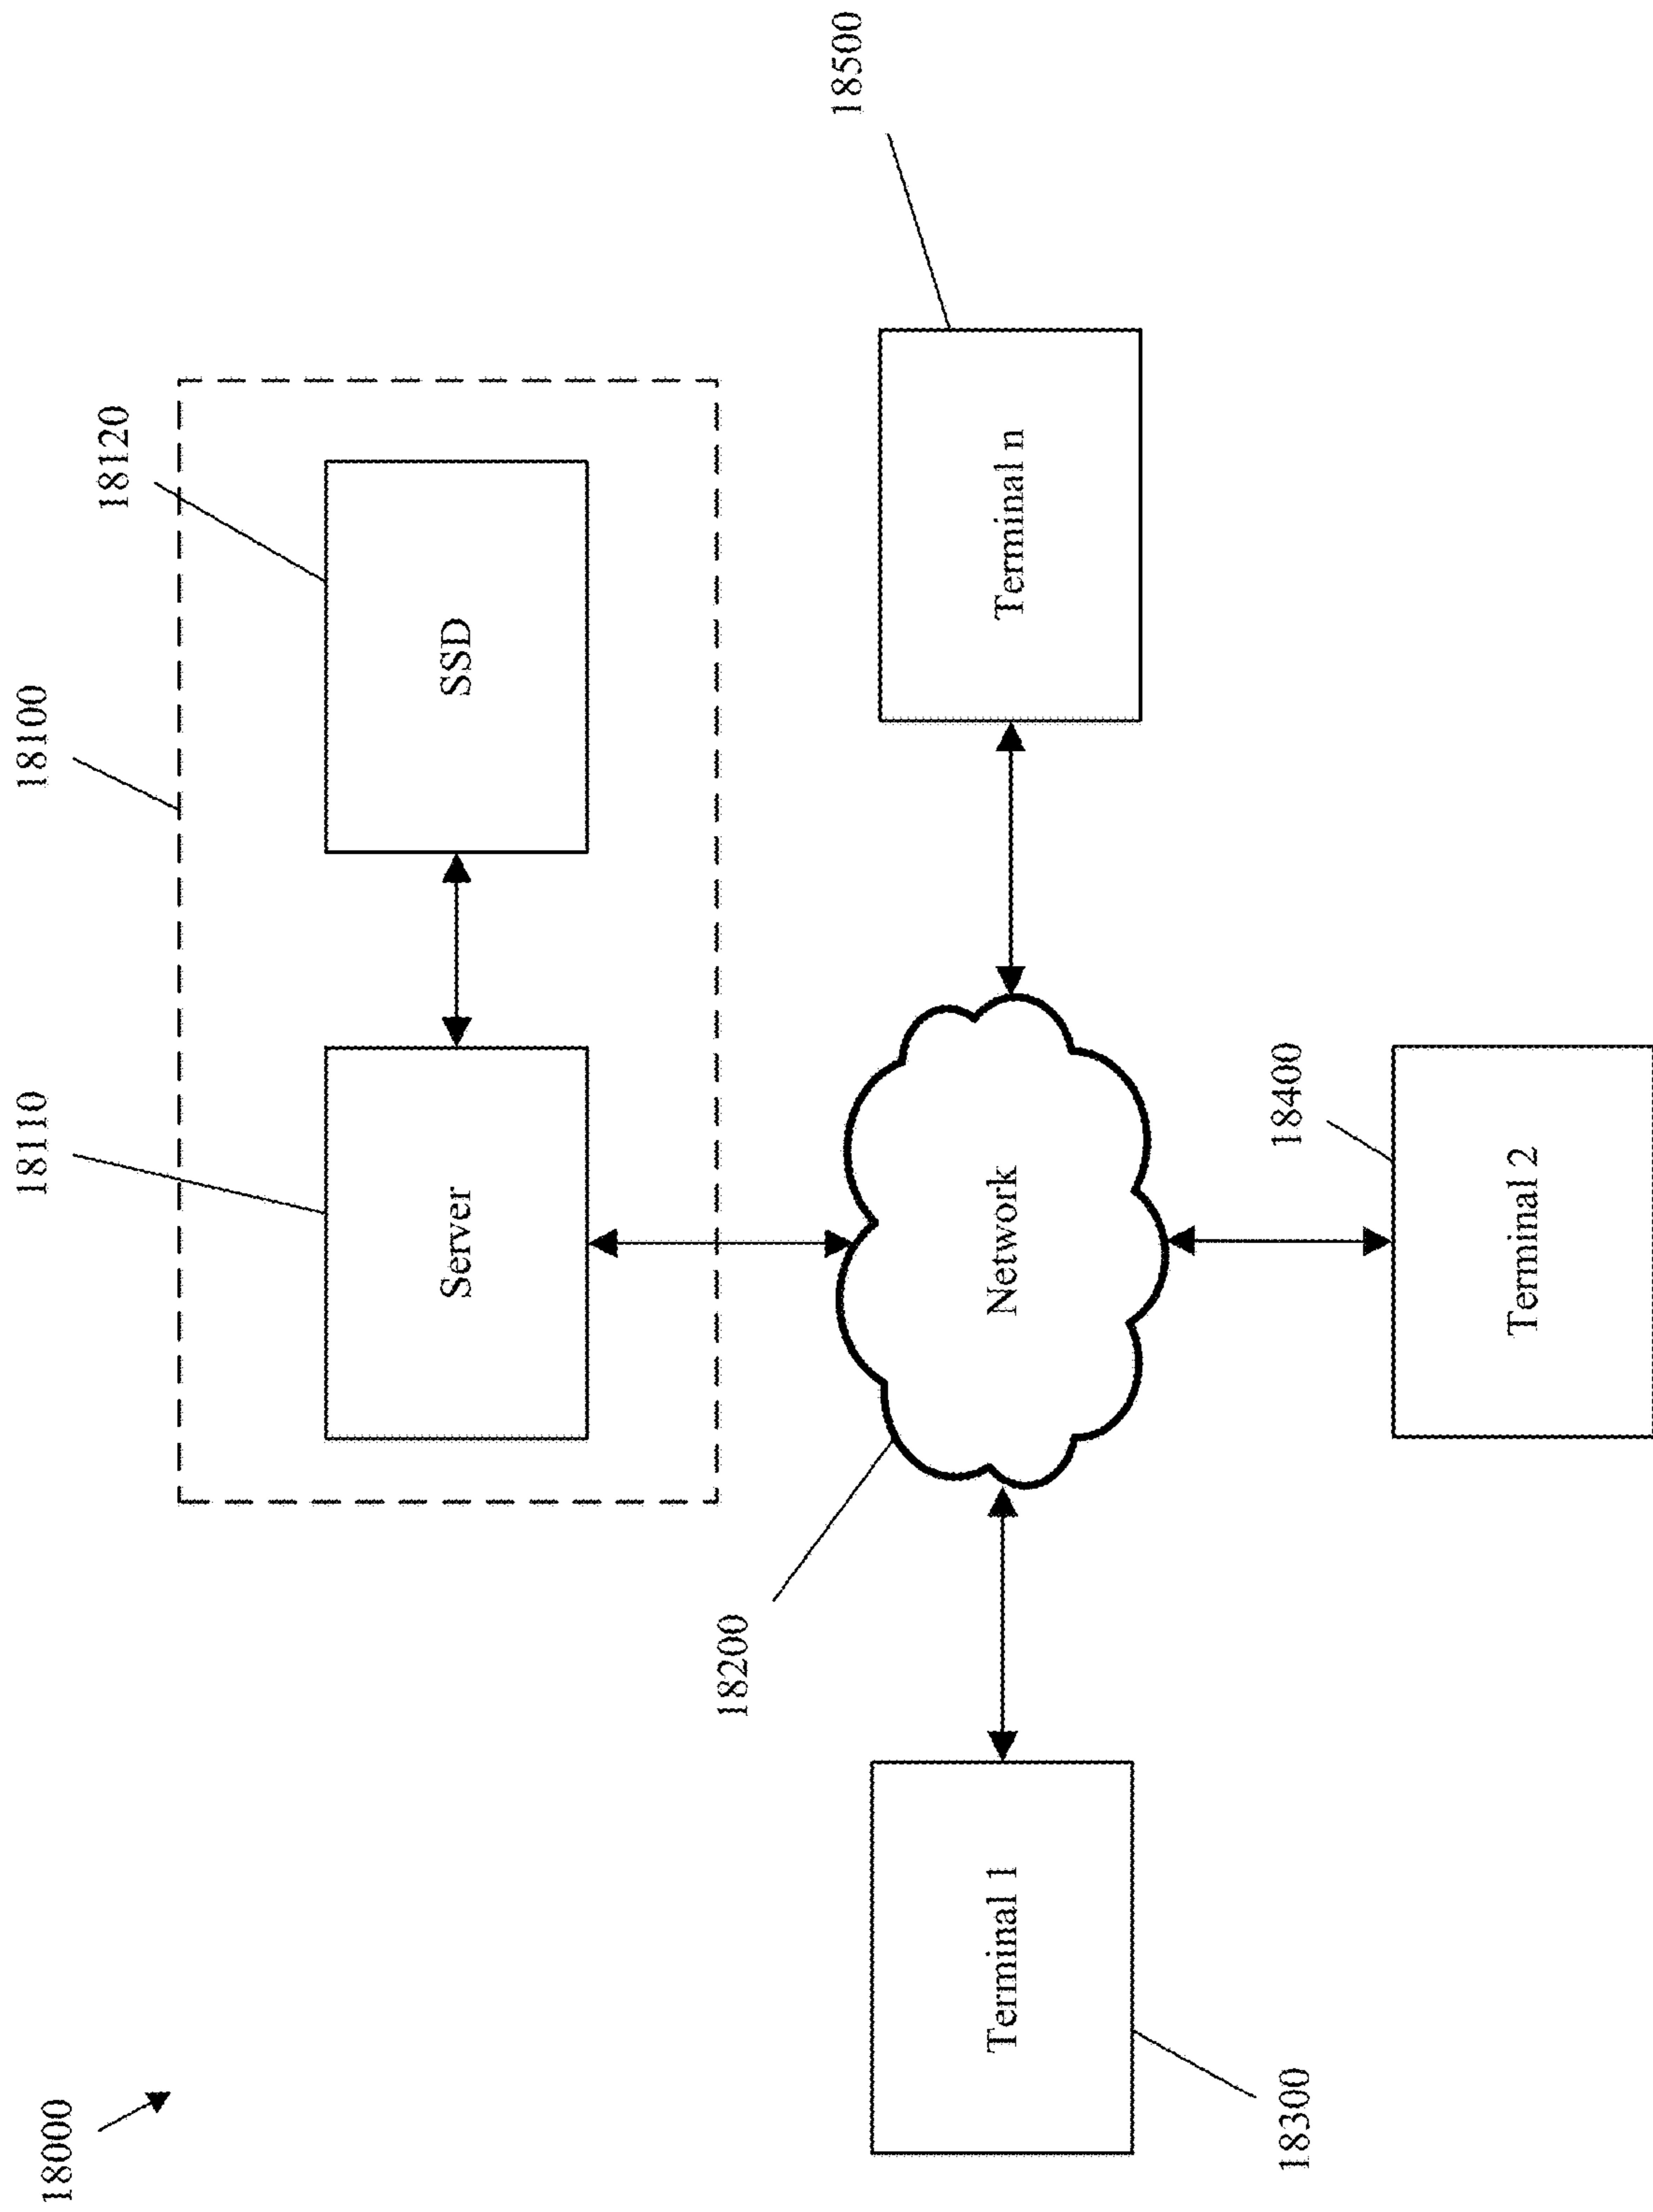 18000
18110
18100
18120
Server
SSD
18200
18500
Terminal 1
Network
Terminal n
18400
18300
Terminal 2